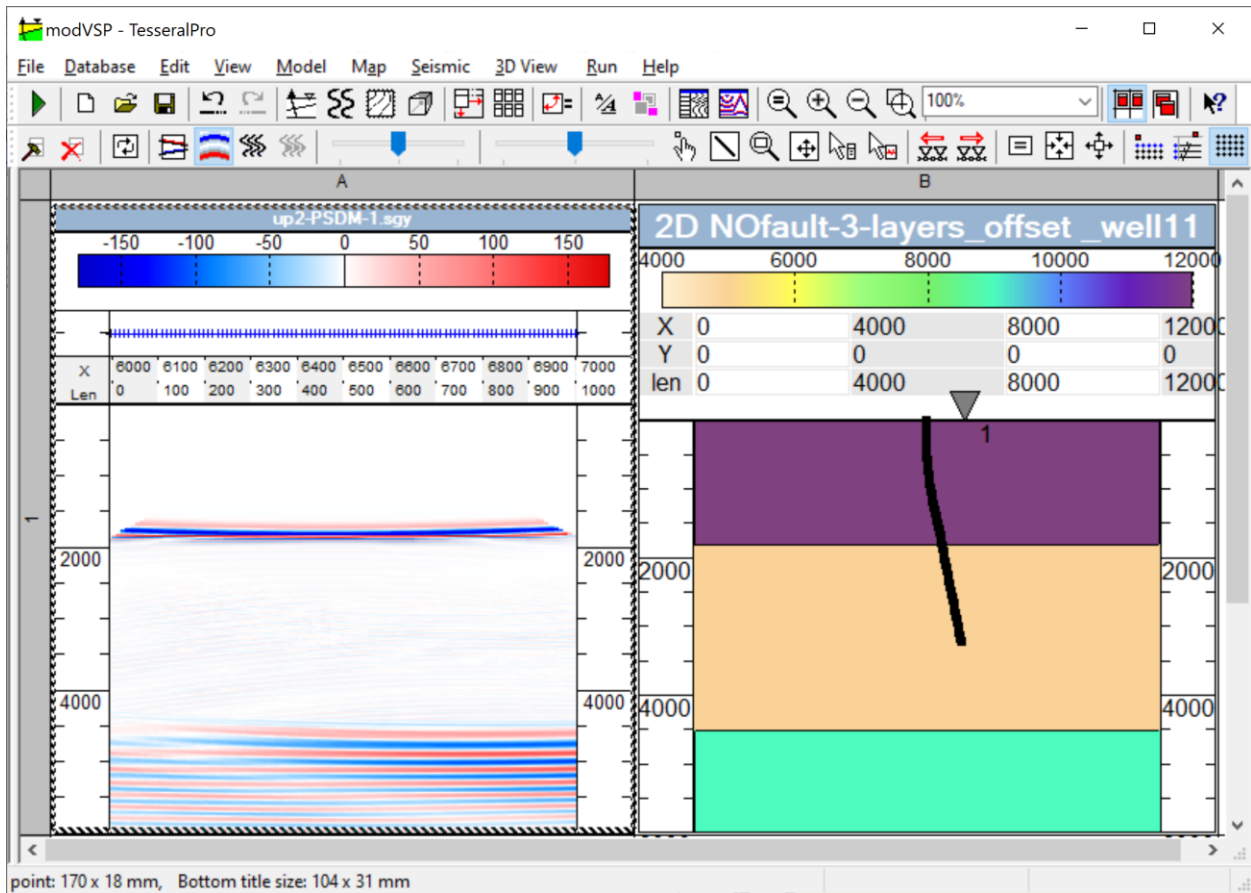 modVSP - TesseralPro
File Database Edit View Model Map Seismic 3D View Run Help
100%
A B
up2-PSDM-1.sgy
-150 -100 -50 0 50 100 150
X 6000 6100 6200 6300 6400 6500 6600 6700 6800 6900 7000
Len 0 100 200 300 400 500 600 700 800 900 1000
2000 2000
4000 4000
1
2D NOfault-3-layers_offset _well11
4000 6000 8000 10000 12000
X 0 4000 8000 12000
Y 0 0 0 0
len 0 4000 8000 12000
1
2000 2000
4000 4000
point: 170 x 18 mm, Bottom title size: 104 x 31 mm